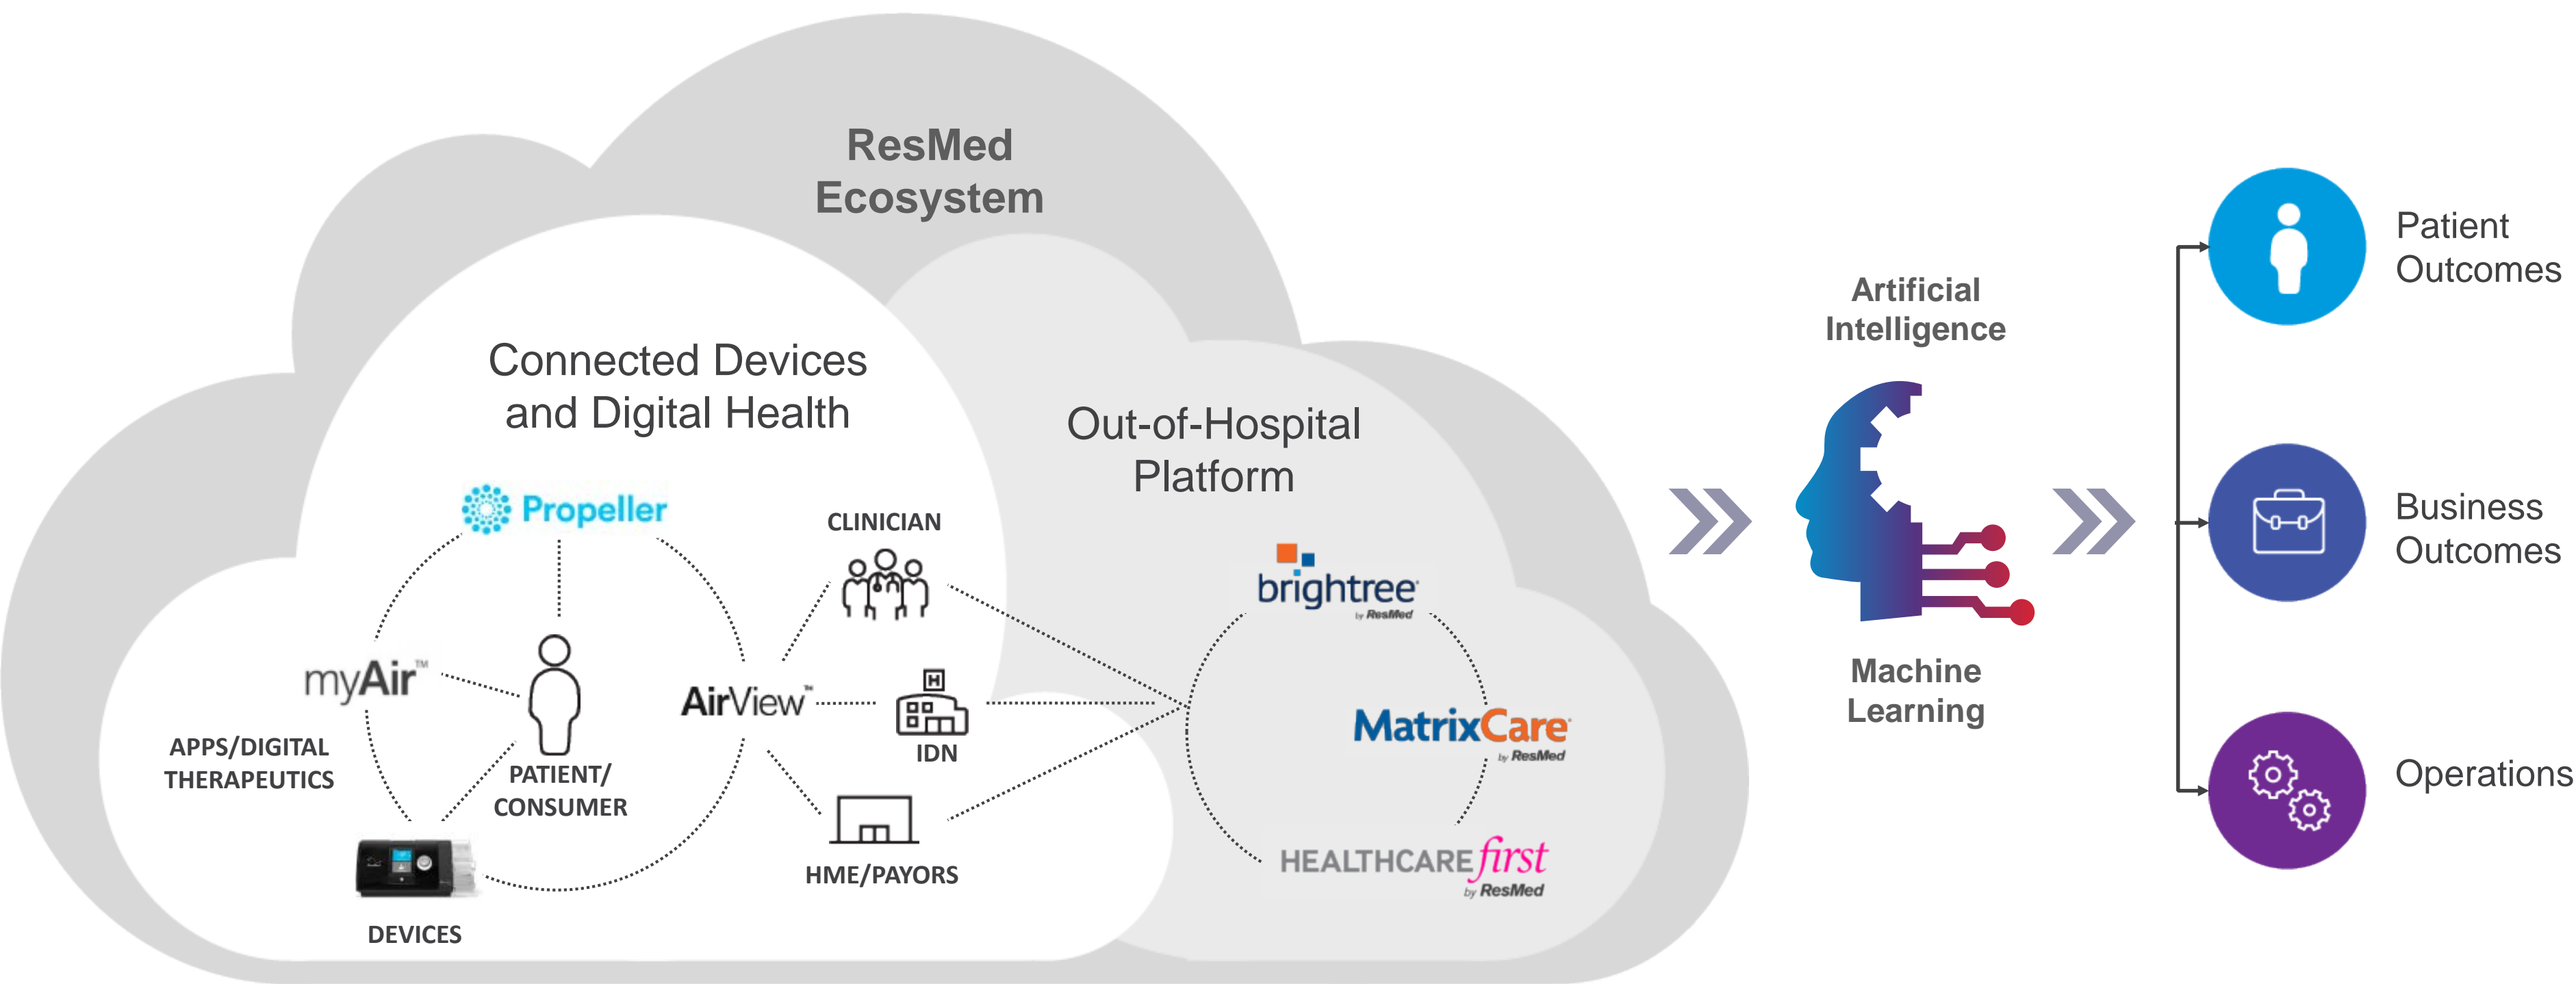 ResMed
Ecosystem
Connected Devices
and Digital Health
Propeller
CLINICIAN
myAir™
AirView™
IDN
APPS/DIGITAL
THERAPEUTICS
PATIENT/
CONSUMER
HME/PAYORS
DEVICES
H
Out-of-Hospital
Platform
brightree
by ResMed
MatrixCare
by ResMed
HEALTHCARE first
by ResMed
Artificial
Intelligence
Machine
Learning
Patient
Outcomes
Business
Outcomes
Operations